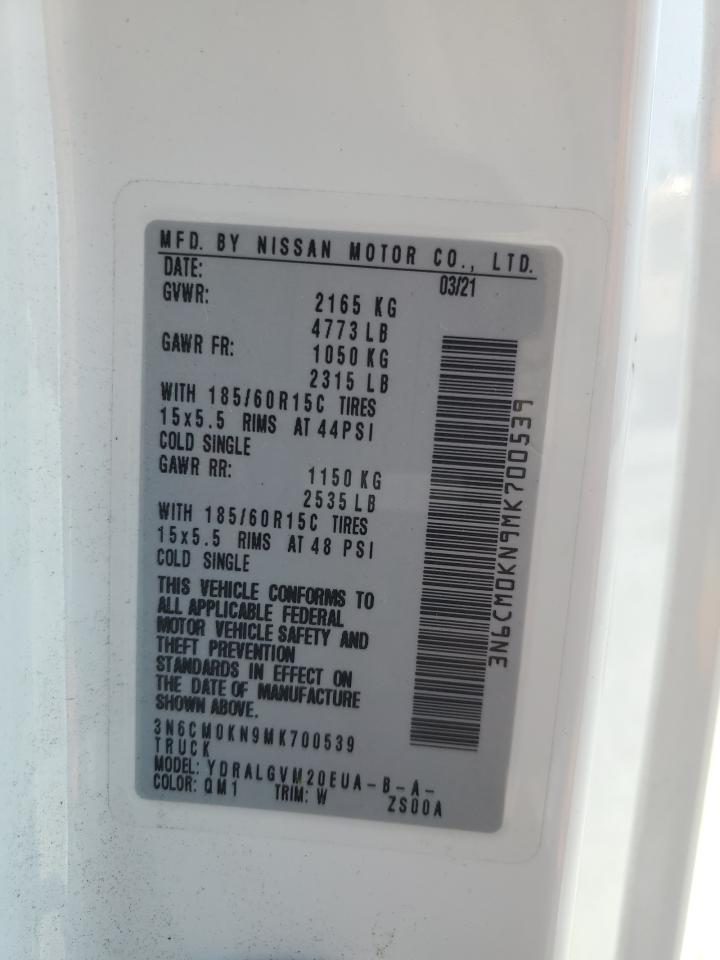 MFD. BY NISSAN MOTOR CO., LTD.
DATE: 03/21
GVWR: 2165 KG
4773 LB
GAWR FR: 1050 KG
2315 LB
WITH 185/60R15C TIRES
15x5.5 RIMS AT 44PSI
COLD SINGLE
GAWR RR: 1150 KG
2535 LB
WITH 185/60R15C TIRES
15x5.5 RIMS AT 48 PSI
COLD SINGLE
THIS VEHICLE CONFORMS TO
ALL APPLICABLE FEDERAL
MOTOR VEHICLE SAFETY AND
THEFT PREVENTION
STANDARDS IN EFFECT ON
THE DATE OF MANUFACTURE
SHOWN ABOVE.
3N6CM0KN9MK700539
TRUCK
MODEL: YDRALGVM20EUA-B-A-
COLOR: QM1 TRIM: W ZS00A
3N6CM0KN9MK700539